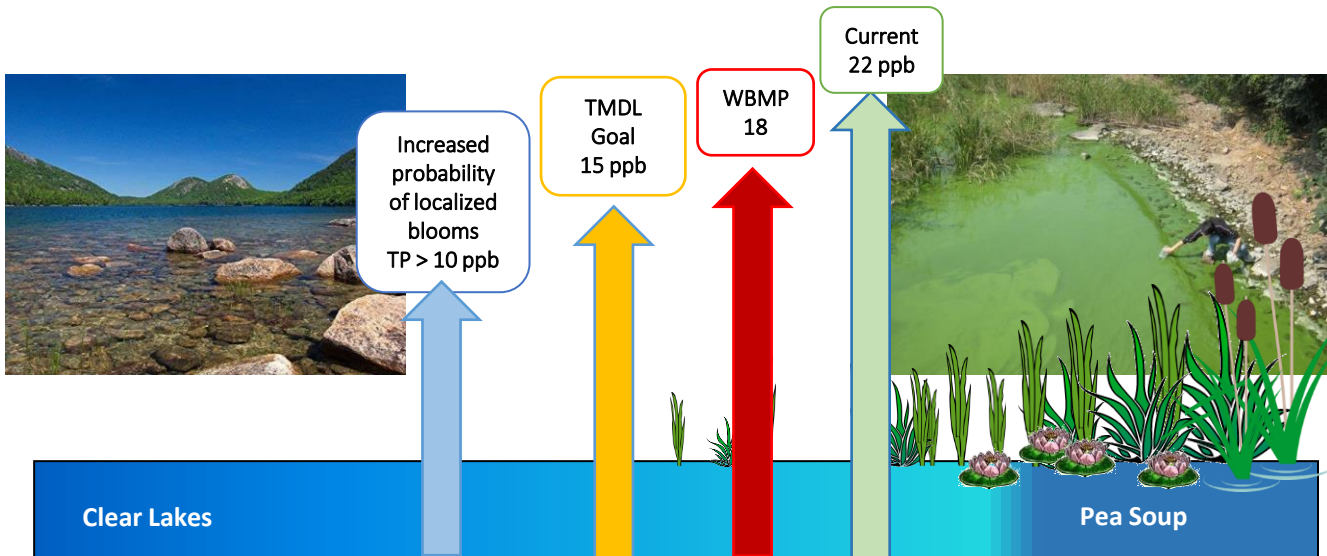 Increased
probability
of localized
blooms
TP > 10 ppb
TMDL
Goal
15 ppb
WBMP
18
Current
22 ppb
Clear Lakes
Pea Soup